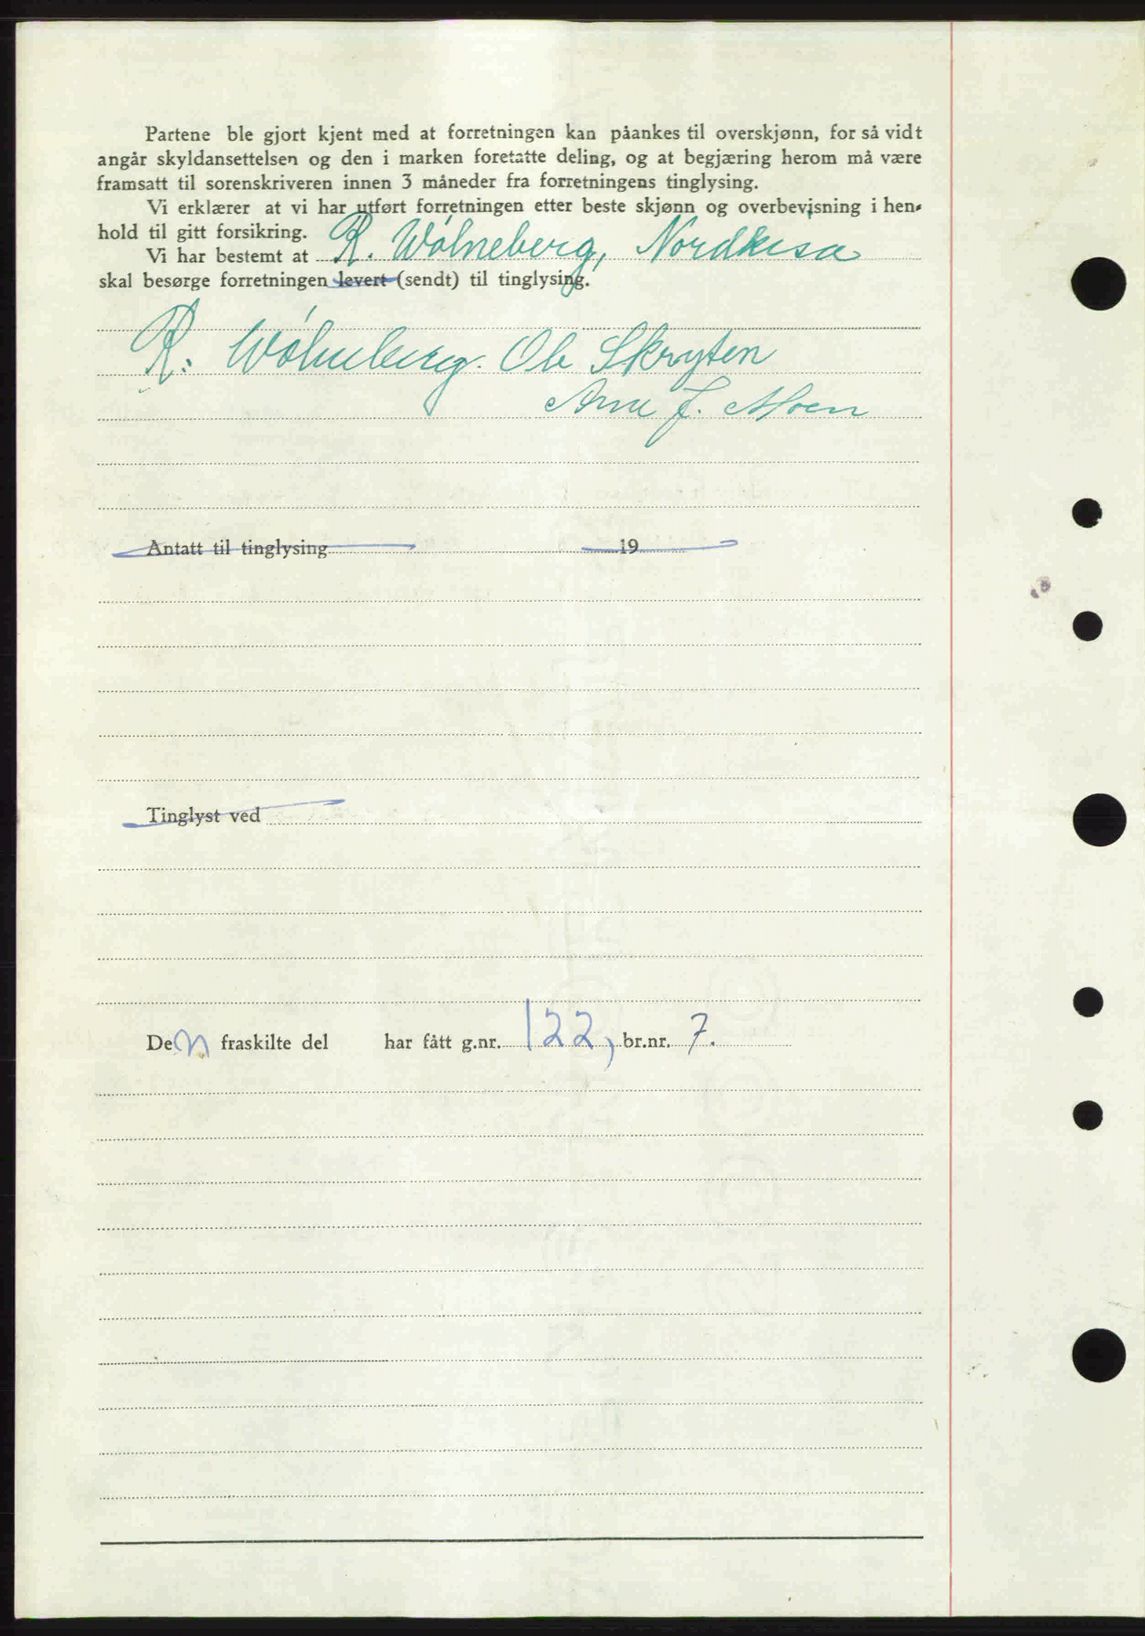 Partene ble gjort kjent med at forretningen kan påankes til overskjønn, for så vidt
angår skyldansettelsen og den i marken foretatte deling, og at begjæring herom må være
framsatt til sorenskriveren innen 3 måneder fra forretningens tinglysing.
Vi erklærer at vi har utført forretningen etter beste skjønn og overbevisning i hen-
hold til gitt forsikring.
Vi har bestemt at R. Wólneberg, Nordkisa
skal besørge forretningen levert (sendt) til tinglysing.
R. Wólneberg. Ole Skryten
Arne J. Moen
Antatt til tinglysing 19
Tinglyst ved
Den fraskilte del har fått g.nr. 122, br.nr. 7.